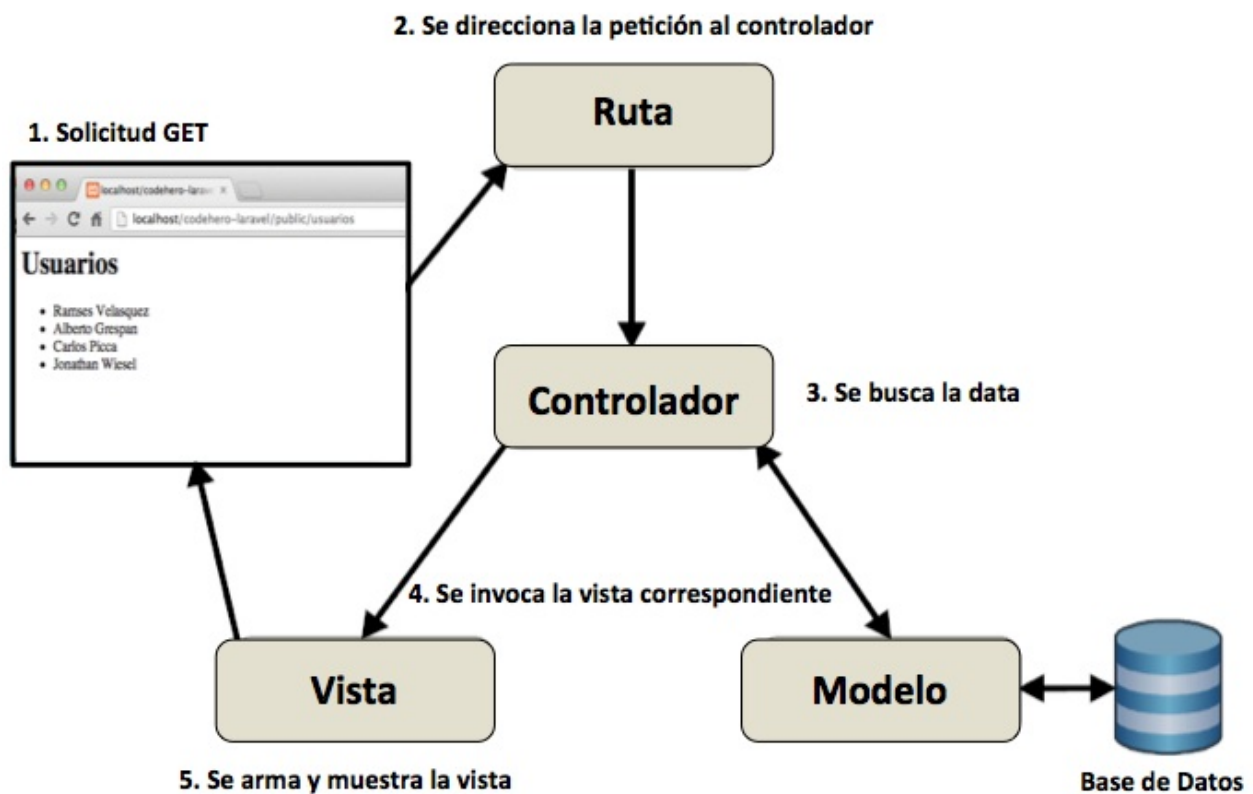 2. Se direcciona la petición al controlador
Ruta
1. Solicitud GET
localhost/codehero-larave
localhost/codehero-laravel/public/usuarios
Usuarios
Ramses Velasquez
Alberto Grespan
Carlos Picca
Jonathan Wiesel
Controlador
3. Se busca la data
4. Se invoca la vista correspondiente
Vista
Modelo
5. Se arma y muestra la vista
Base de Datos